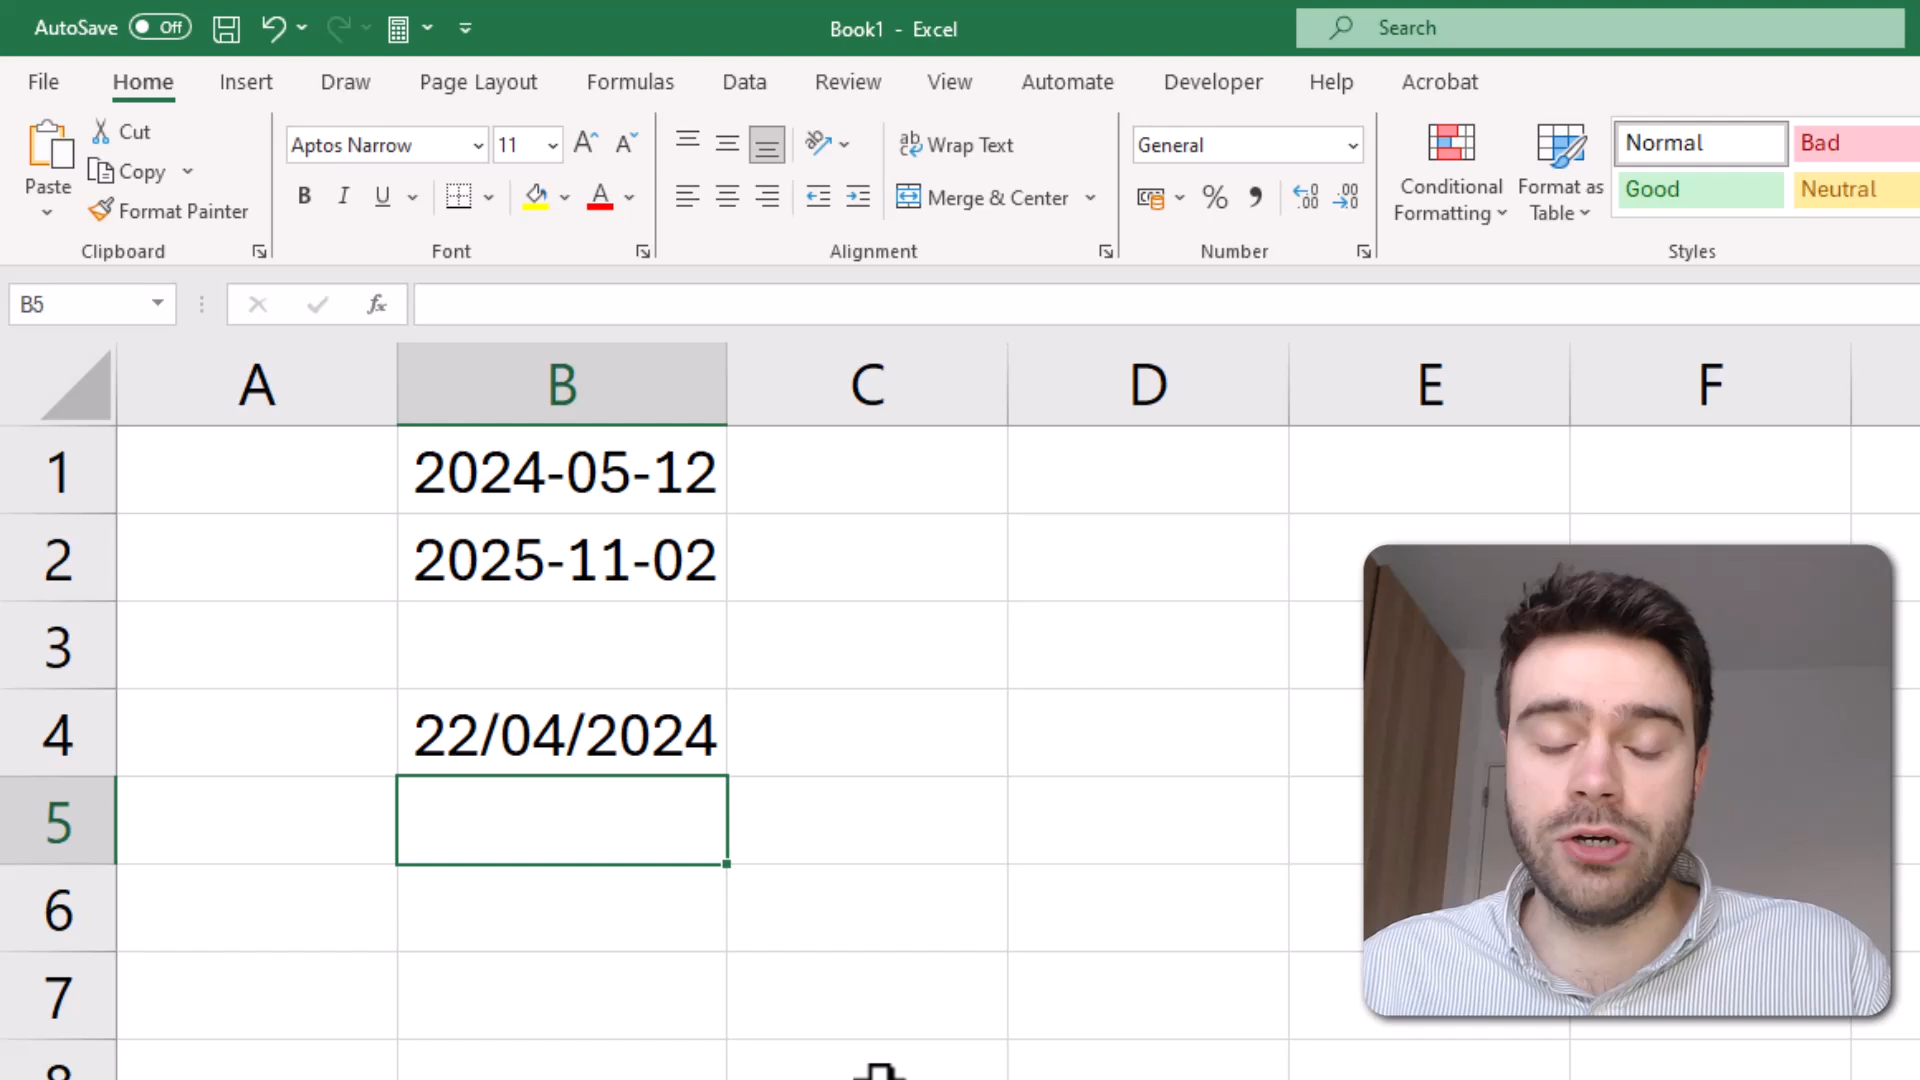 AutoSave Off
Book1 - Excel
Search
File Home Insert Draw Page Layout Formulas Data Review View Automate Developer Help Acrobat
Paste
Cut
Copy
Format Painter
Clipboard
Aptos Narrow 11
B I U
Font
Wrap Text
Merge & Center
Alignment
General
Number
Conditional
Formatting
Format as
Table
Normal Bad
Good Neutral
Styles
B5
fx
A B C D E F
1 2024-05-12
2 2025-11-02
3
4 22/04/2024
5
6
7
8